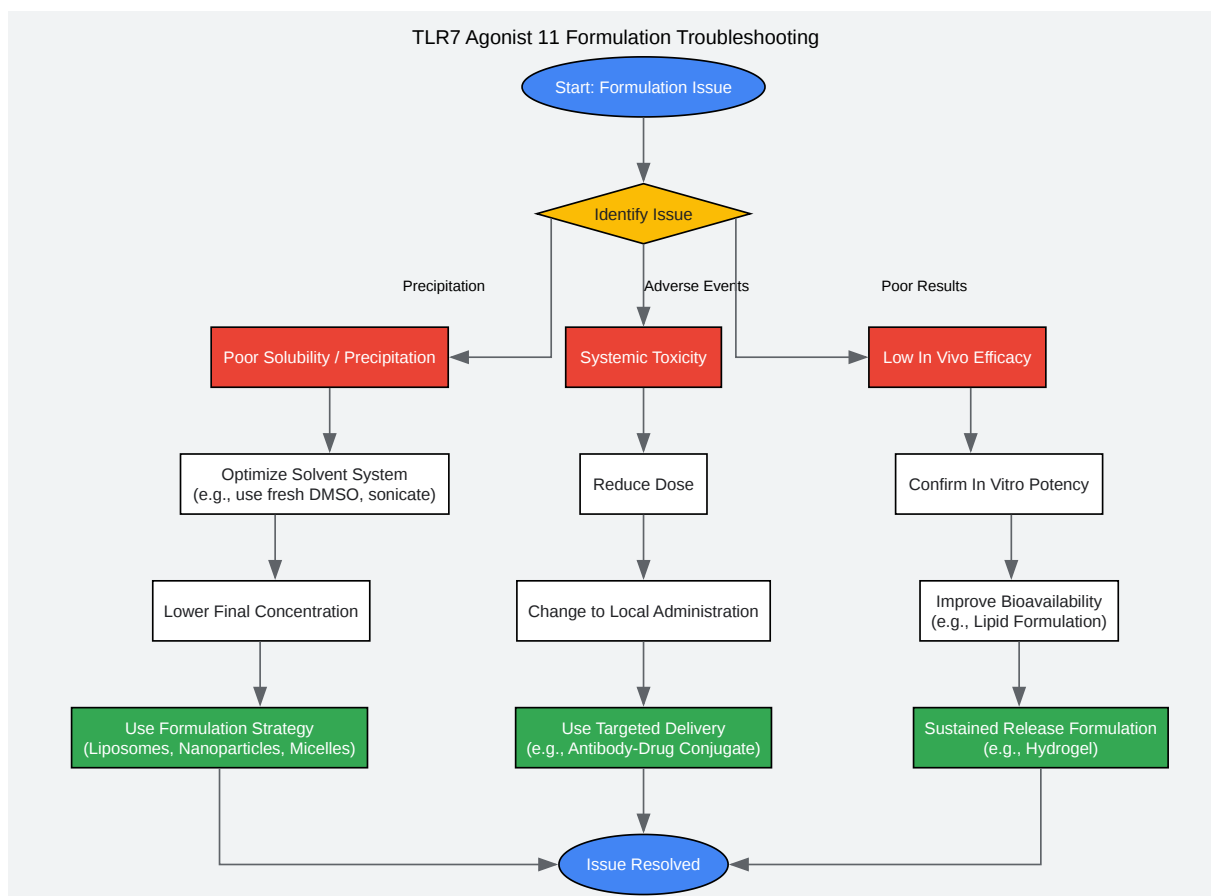 TLR7 Agonist 11 Formulation Troubleshooting
Start: Formulation Issue
Identify Issue
Precipitation
Adverse Events
Poor Results
Poor Solubility / Precipitation
Systemic Toxicity
Low In Vivo Efficacy
Optimize Solvent System
(e.g., use fresh DMSO, sonicate)
Reduce Dose
Confirm In Vitro Potency
Lower Final Concentration
Change to Local Administration
Improve Bioavailability
(e.g., Lipid Formulation)
Use Formulation Strategy
(Liposomes, Nanoparticles, Micelles)
Use Targeted Delivery
(e.g., Antibody-Drug Conjugate)
Sustained Release Formulation
(e.g., Hydrogel)
Issue Resolved